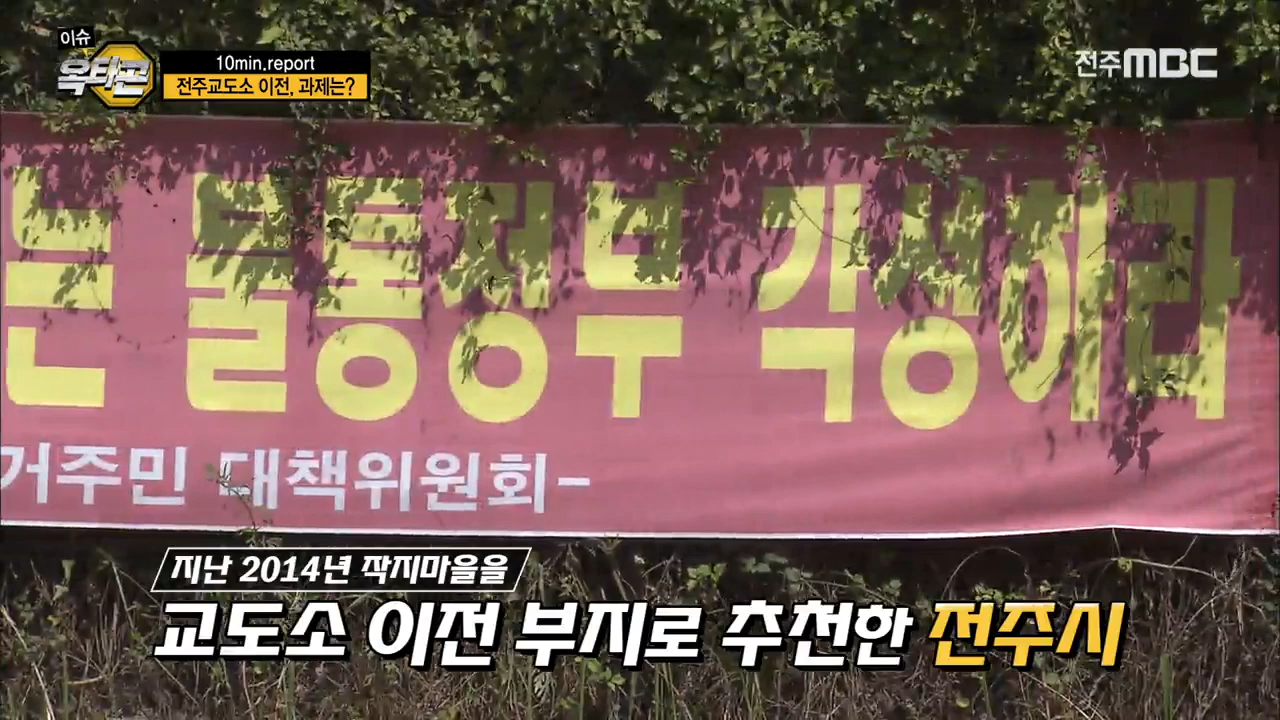 이슈
옥타곤
10min.report
전주교도소 이전, 과제는?
전주MBC
는 불통정부 각성하라
거주민 대책위원회-
지난 2014년 작지마을을
교도소 이전 부지로 추천한 전주시